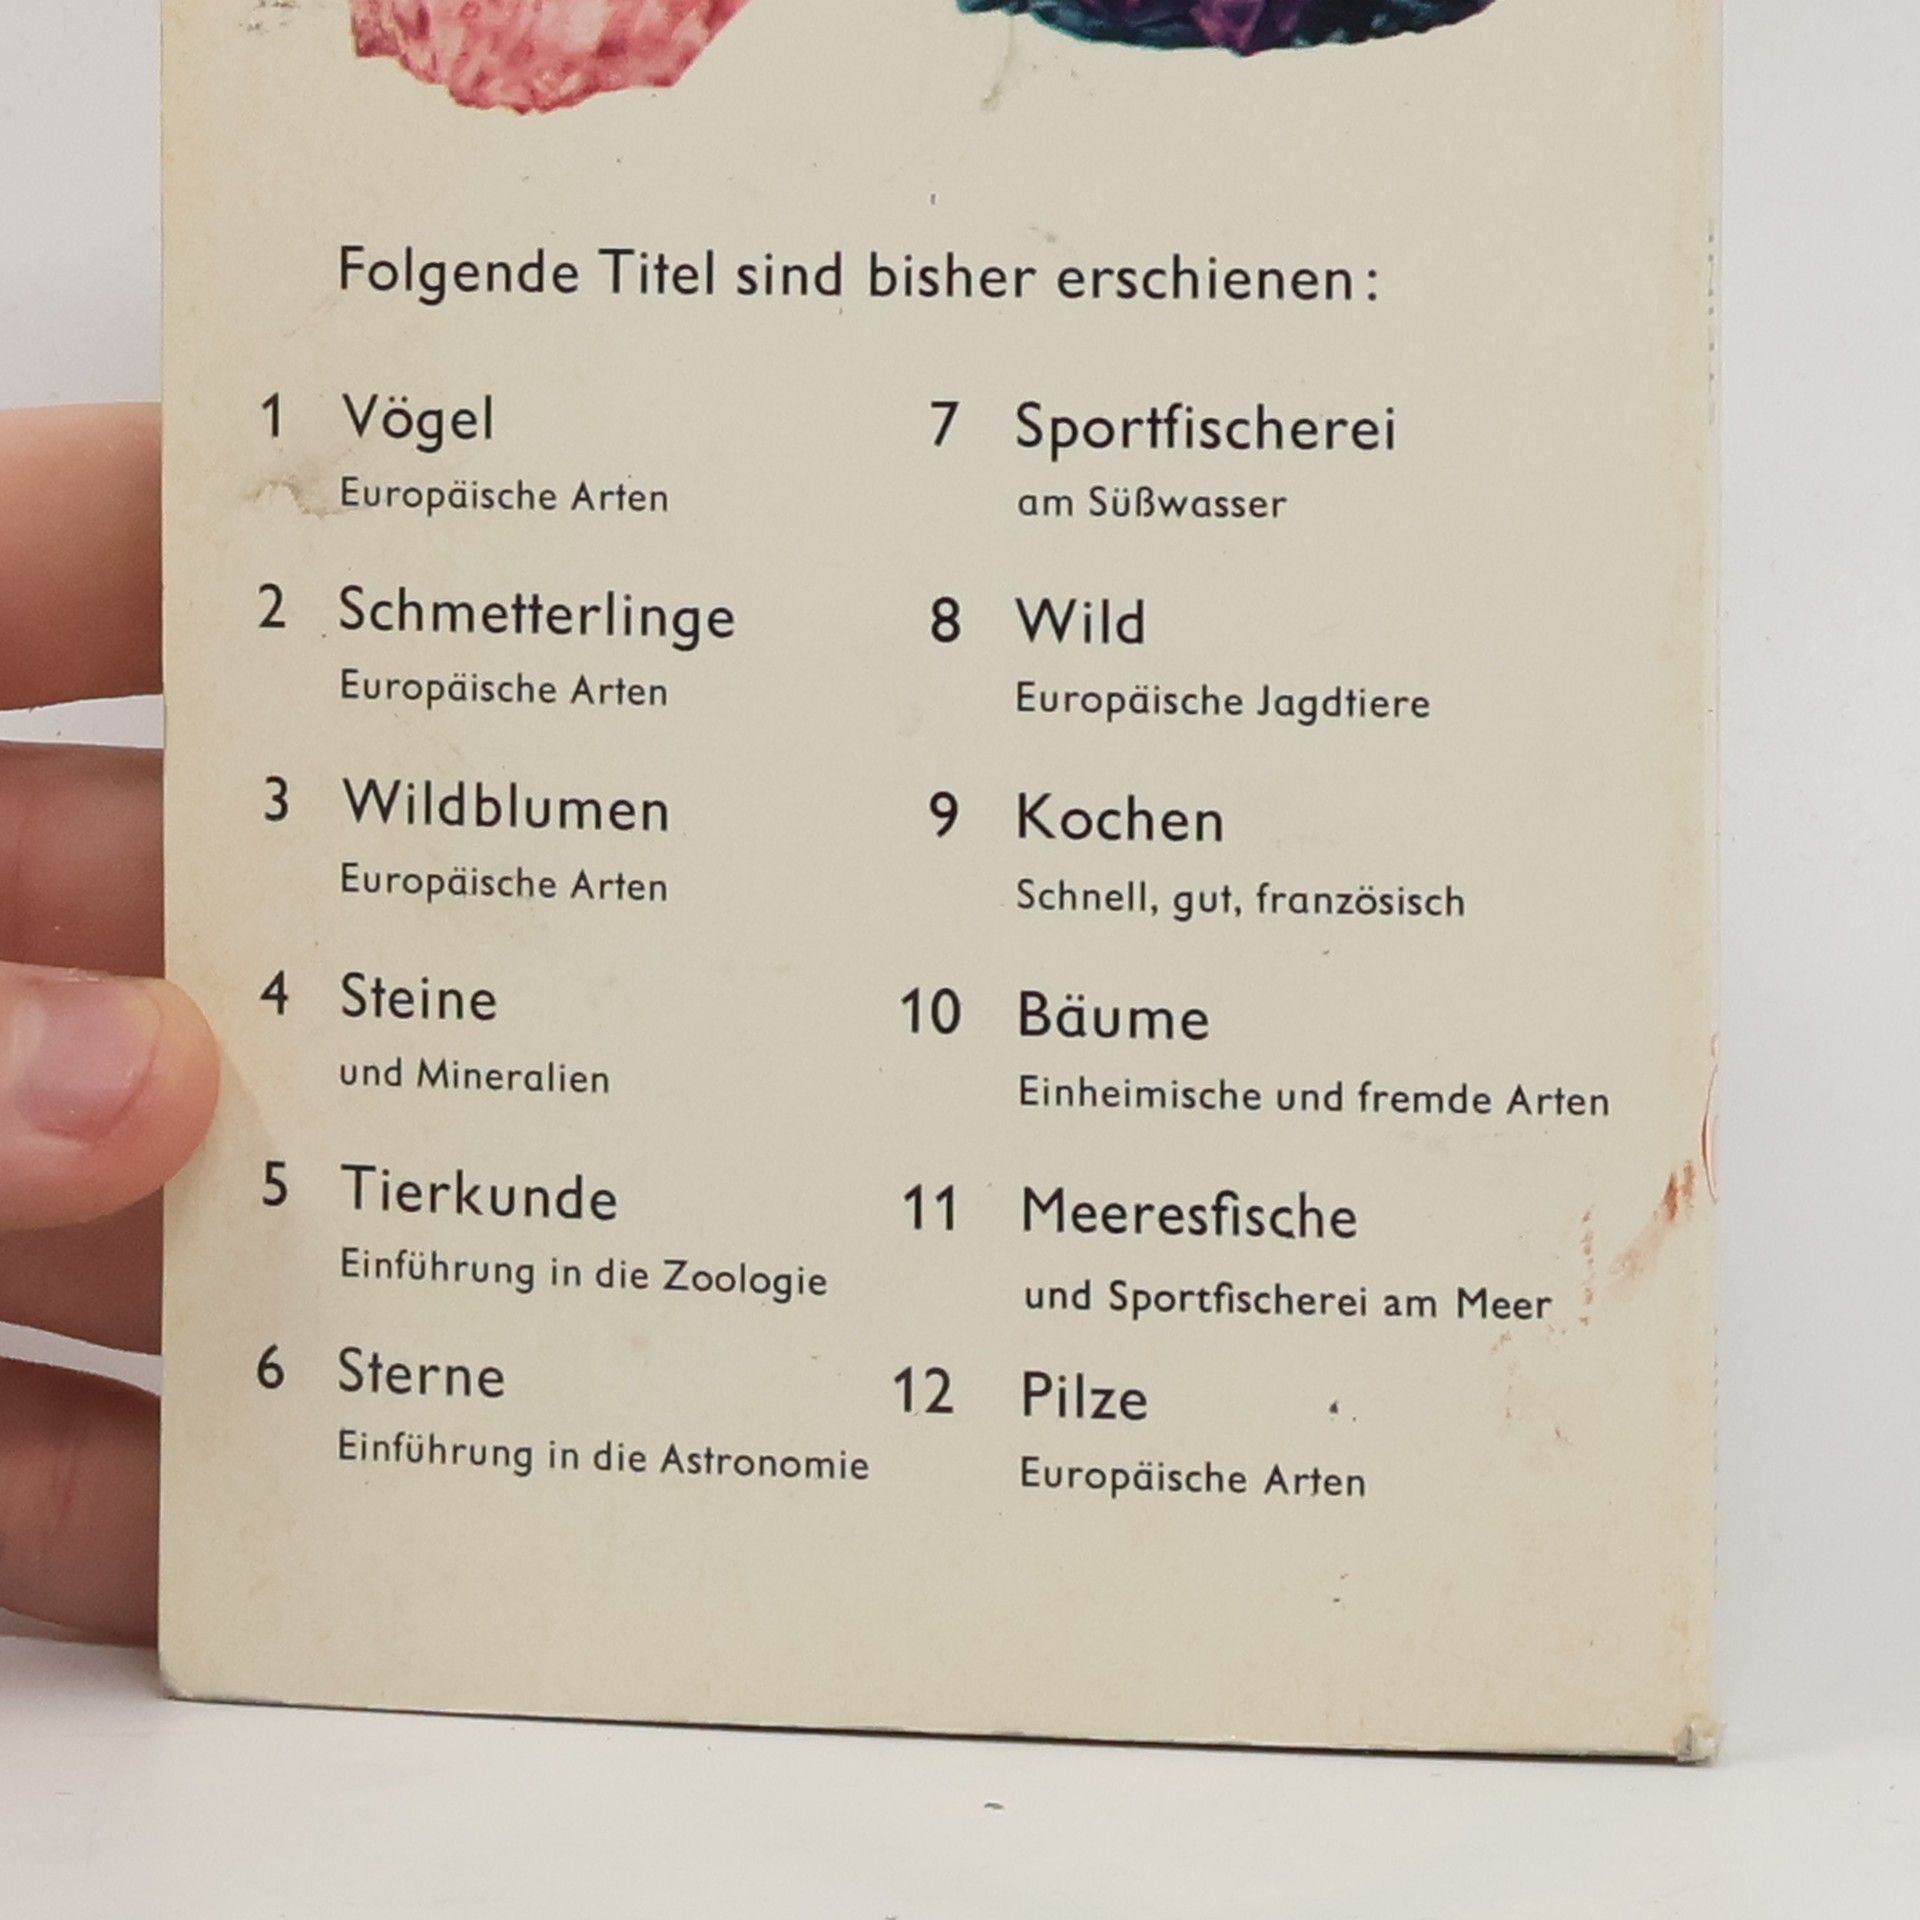 Folgende Titel sind bisher erschienen:
1 Vögel
Europäische Arten
2 Schmetterlinge
Europäische Arten
3 Wildblumen
Europäische Arten
4 Steine
und Mineralien
5 Tierkunde
Einführung in die Zoologie
6 Sterne
Einführung in die Astronomie
7 Sportfischerei
am Süßwasser
8 Wild
Europäische Jagdtiere
9 Kochen
Schnell, gut, französisch
10 Bäume
Einheimische und fremde Arten
11 Meeresfische
und Sportfischerei am Meer
12 Pilze
Europäische Arten